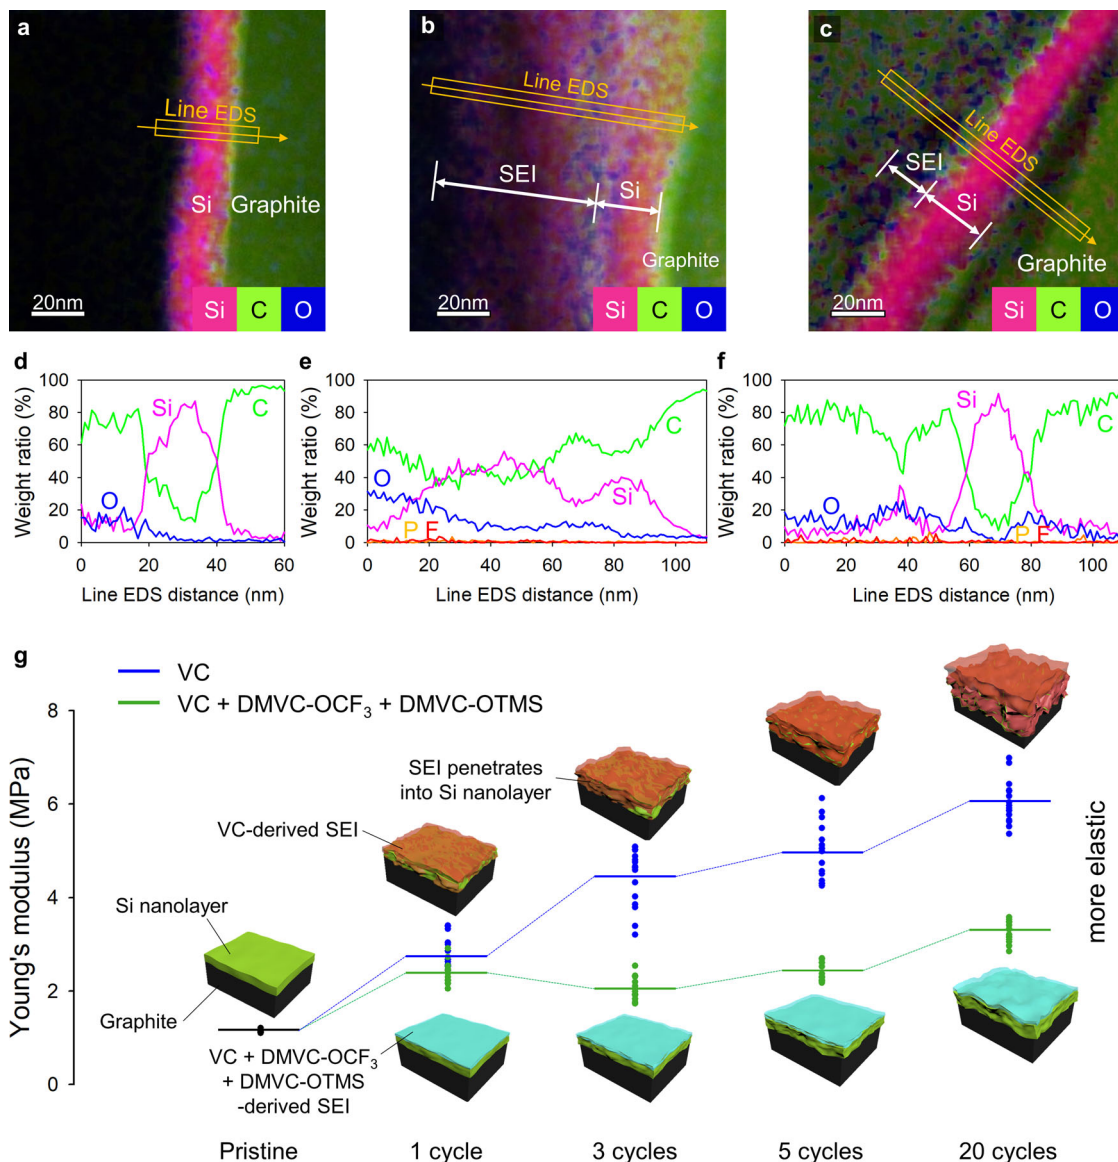 a
Line EDS
Si
Graphite
20nm
Si
C
O
b
Line EDS
SEI
Si
Graphite
20nm
Si
C
O
c
Line EDS
SEI
Si
Graphite
20nm
Si
C
O
d
Weight ratio (%)
100
80
60
40
20
0
Si
C
O
0
20
40
60
Line EDS distance (nm)
e
Weight ratio (%)
100
80
60
40
20
0
O
C
Si
P
F
0
20
40
60
80
100
Line EDS distance (nm)
f
Weight ratio (%)
100
80
60
40
20
0
Si
C
O
P
F
0
20
40
60
80
100
Line EDS distance (nm)
g
VC
VC + DMVC-OCF₃ + DMVC-OTMS
Young's modulus (MPa)
8
6
4
2
0
Si nanolayer
Graphite
VC-derived SEI
SEI penetrates
into Si nanolayer
VC + DMVC-OCF₃
+ DMVC-OTMS
-derived SEI
more elastic
Pristine
1 cycle
3 cycles
5 cycles
20 cycles